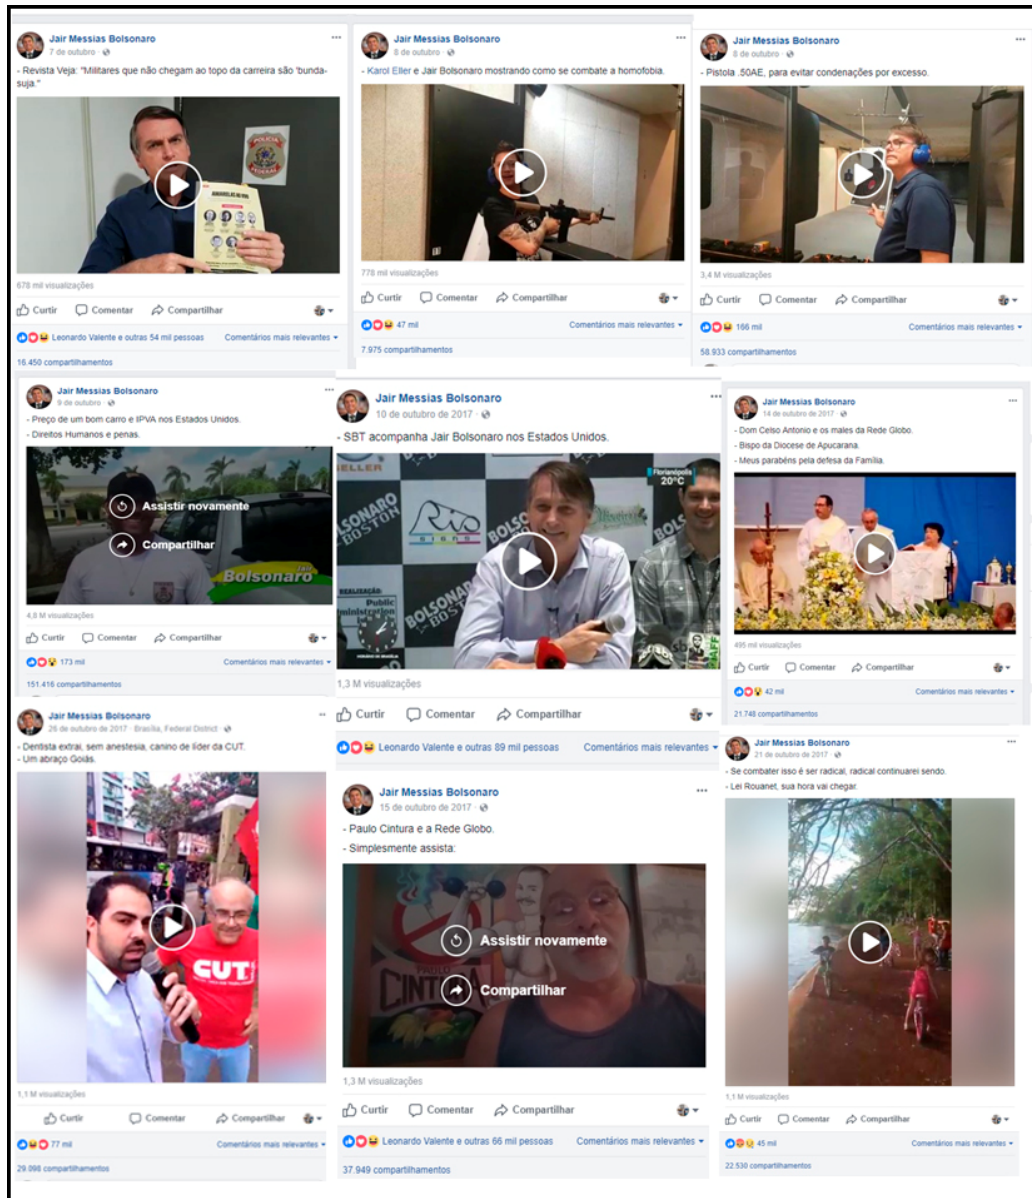 Jair Messias Bolsonaro
7 de outubro ·
- Revista Veja: "Militares que não chegam ao topo da carreira são 'bunda-
suja."
POLÍCIA
FEDERAL
678 mil visualizações
Curtir Comentar Compartilhar
Leonardo Valente e outras 54 mil pessoas Comentários mais relevantes
16.450 compartilhamentos
Jair Messias Bolsonaro
8 de outubro ·
- Karol Eller e Jair Bolsonaro mostrando como se combate a homofobia.
778 mil visualizações
Curtir Comentar Compartilhar
47 mil Comentários mais relevantes
7.975 compartilhamentos
Jair Messias Bolsonaro
8 de outubro ·
- Pistola .50AE, para evitar condenações por excesso.
3,4 M visualizações
Curtir Comentar Compartilhar
166 mil Comentários mais relevantes
58.933 compartilhamentos
Jair Messias Bolsonaro
9 de outubro ·
- Preço de um bom carro e IPVA nos Estados Unidos.
- Direitos Humanos e penas.
Assistir novamente
Compartilhar
Jair
Bolsonaro
4,8 M visualizações
Curtir Comentar Compartilhar
173 mil Comentários mais relevantes
151.416 compartilhamentos
Jair Messias Bolsonaro
10 de outubro de 2017 ·
- SBT acompanha Jair Bolsonaro nos Estados Unidos.
Florianópolis
20°C
BOLSONARO
BOSTON
Rio
SIGNS
REALIZAÇÃO:
Public
1,3 M visualizações
Curtir Comentar Compartilhar
Leonardo Valente e outras 89 mil pessoas Comentários mais relevantes
Jair Messias Bolsonaro
14 de outubro de 2017 ·
- Dom Celso Antonio e os males da Rede Globo.
- Bispo da Diocese de Apucarana.
- Meus parabéns pela defesa da Família.
495 mil visualizações
Curtir Comentar Compartilhar
42 mil Comentários mais relevantes
21.748 compartilhamentos
Jair Messias Bolsonaro
26 de outubro de 2017 · Brasília, Federal District ·
- Dentista extrai, sem anestesia, canino de líder da CUT.
- Um abraço Goiás.
CUT
1,1 M visualizações
Curtir Comentar Compartilhar
77 mil Comentários mais relevantes
29.098 compartilhamentos
Jair Messias Bolsonaro
15 de outubro de 2017 ·
- Paulo Cintura e a Rede Globo.
- Simplesmente assista:
Assistir novamente
PAULO
CINTURA
Compartilhar
1,3 M visualizações
Curtir Comentar Compartilhar
Leonardo Valente e outras 66 mil pessoas Comentários mais relevantes
37.949 compartilhamentos
Jair Messias Bolsonaro
21 de outubro de 2017 ·
- Se combater isso é ser radical, radical continuarei sendo.
- Lei Rouanet, sua hora vai chegar.
1,1 M visualizações
Curtir Comentar Compartilhar
45 mil Comentários mais relevantes
22.530 compartilhamentos